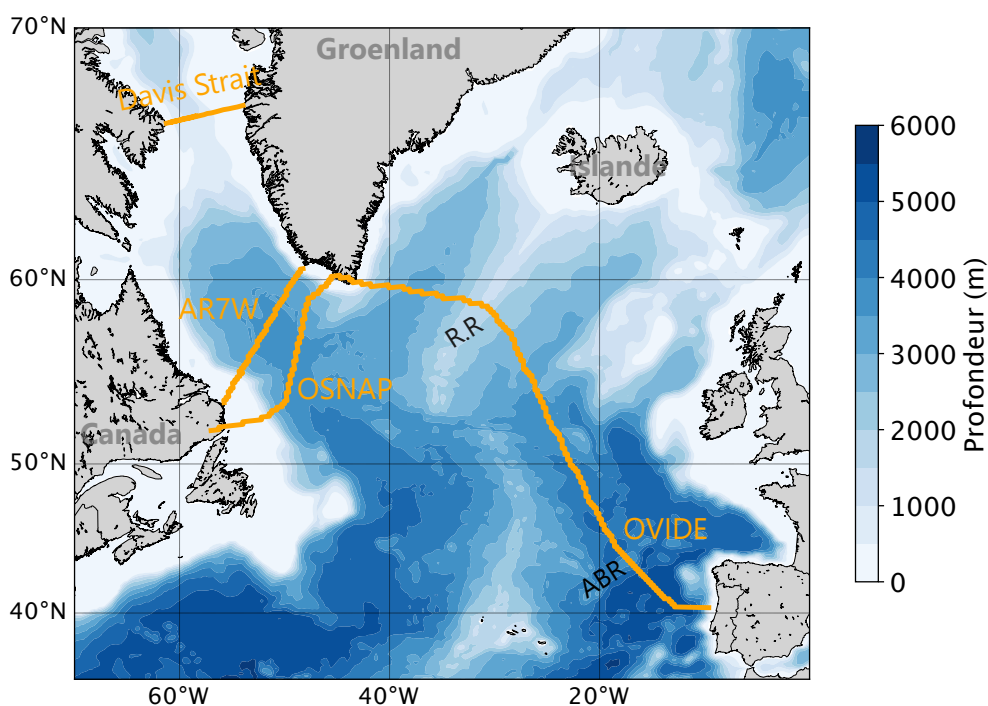 70°N
Groenland
Davis Strait
6000
Islande
5000
60°N
4000
AR7W
R.R
3000
OSNAP
2000
Canada
50°N
1000
OVIDE
ABR
0
40°N
Profondeur (m)
60°W
40°W
20°W